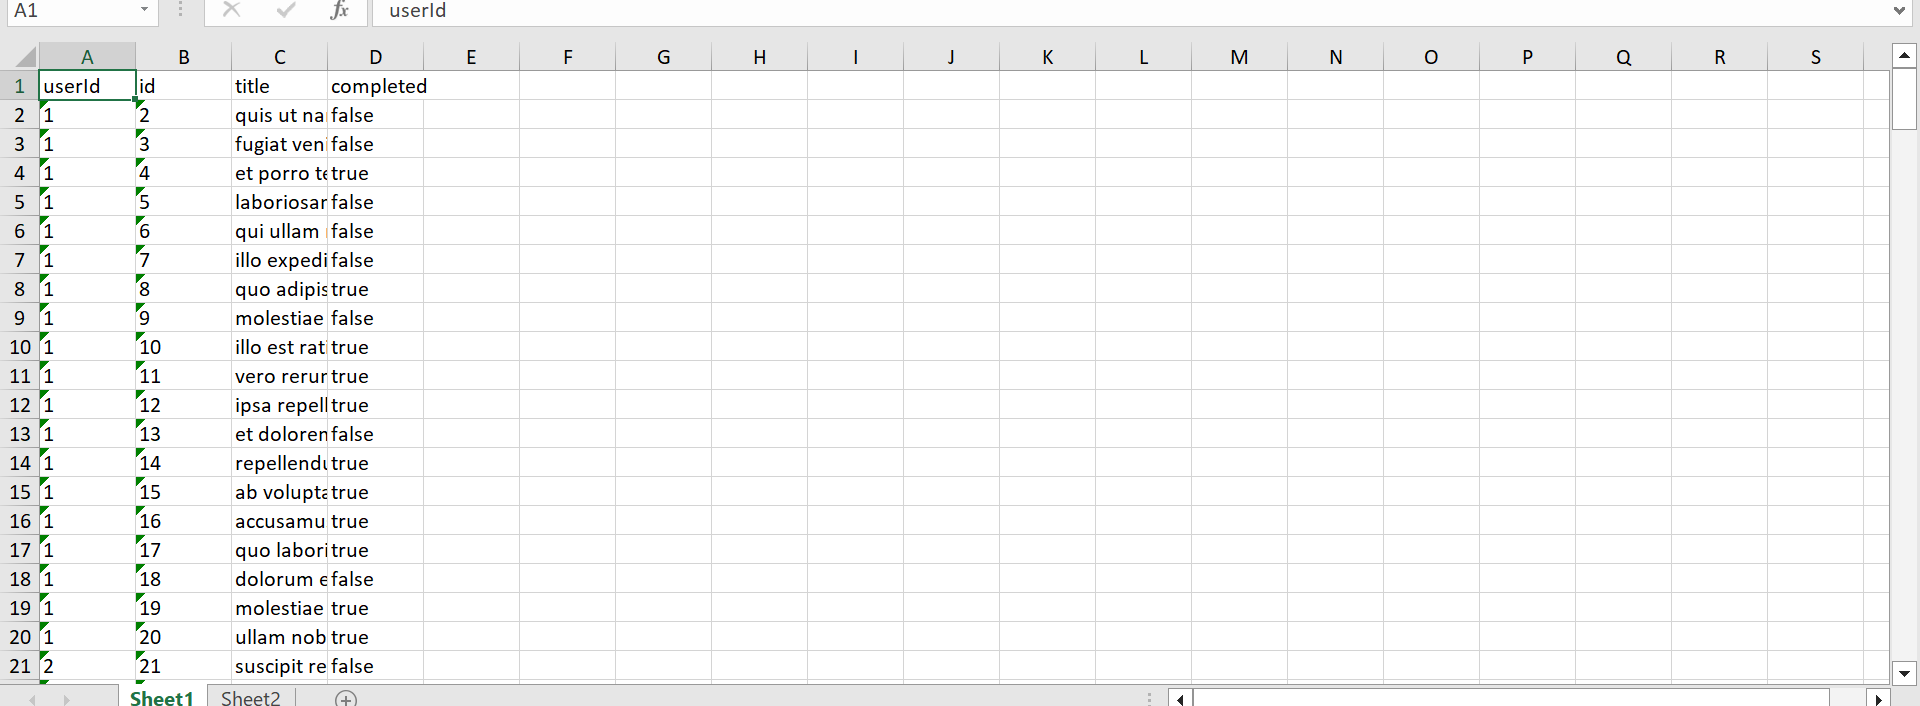 A1 fx userId
A B C D E F G H I J K L M N O P Q R S
1 userId id title completed
2 1 2 quis ut na false
3 1 3 fugiat veni false
4 1 4 et porro te true
5 1 5 laboriosar false
6 1 6 qui ullam false
7 1 7 illo expedi false
8 1 8 quo adipis true
9 1 9 molestiae false
10 1 10 illo est rati true
11 1 11 vero rerur true
12 1 12 ipsa repell true
13 1 13 et doloren false
14 1 14 repellendu true
15 1 15 ab volupta true
16 1 16 accusamu true
17 1 17 quo labori true
18 1 18 dolorum e false
19 1 19 molestiae true
20 1 20 ullam nob true
21 2 21 suscipit re false
Sheet1 Sheet2